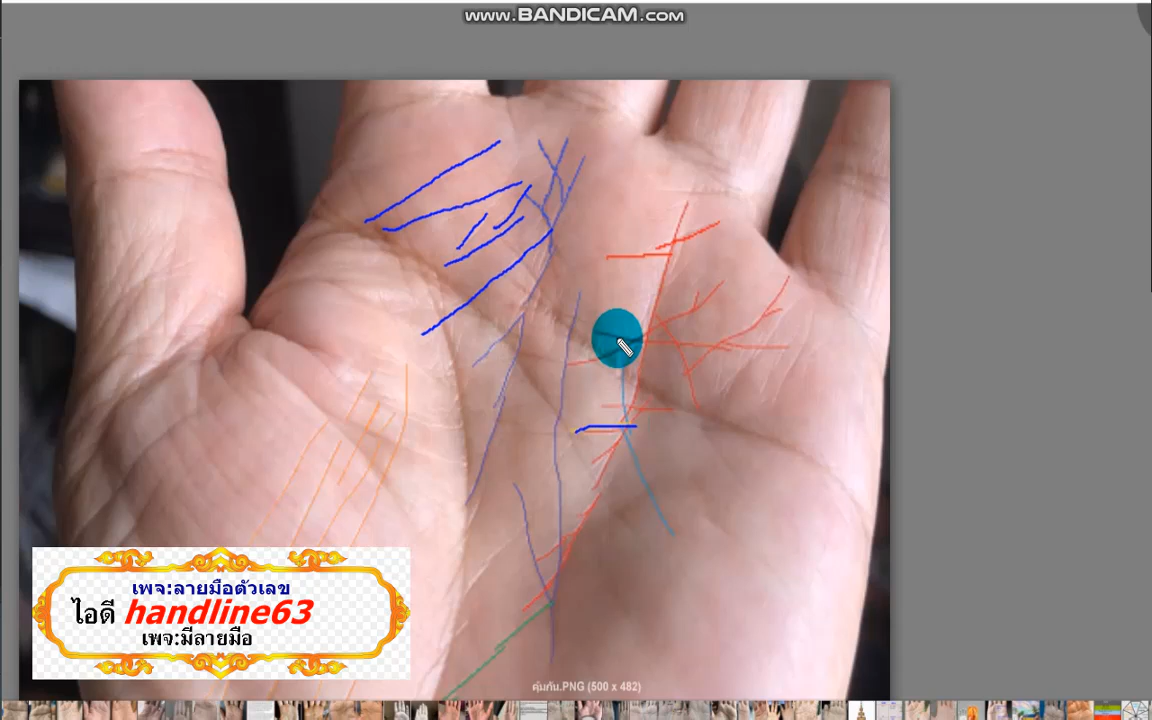 www.BANDICAM.com
เพจ:ลายมือตัวเลข
ไอดี handline63
เพจ:มีลายมือ
คุ้มกัน.PNG (500 x 482)